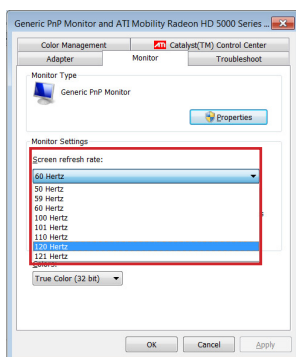 Generic PnP Monitor and ATI Mobility Radeon HD 5000 Series ...
Color Management
ATI Catalyst(TM) Control Center
Adapter
Monitor
Troubleshoot
Monitor Type
Generic PnP Monitor
Properties
Monitor Settings
Screen refresh rate:
60 Hertz
50 Hertz
59 Hertz
60 Hertz
100 Hertz
101 Hertz
110 Hertz
120 Hertz
121 Hertz
Colors:
True Color (32 bit)
OK
Cancel
Apply